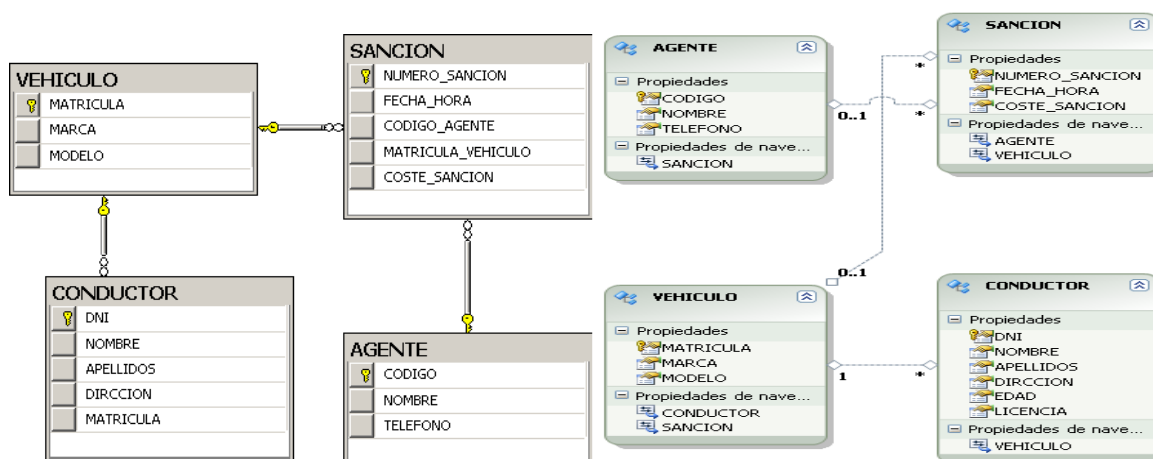 VEHICULO
MATRICULA
MARCA
MODELO
SANCION
NUMERO_SANCION
FECHA_HORA
CODIGO_AGENTE
MATRICULA_VEHICULO
COSTE_SANCION
CONDUCTOR
DNI
NOMBRE
APELLIDOS
DIRCCION
MATRICULA
AGENTE
CODIGO
NOMBRE
TELEFONO
AGENTE
Propiedades
CODIGO
NOMBRE
TELEFONO
Propiedades de nave...
SANCION
0..1
*
SANCION
Propiedades
NUMERO_SANCION
FECHA_HORA
COSTE_SANCION
Propiedades de nave...
AGENTE
VEHICULO
*
0..1
VEHICULO
Propiedades
MATRICULA
MARCA
MODELO
Propiedades de nave...
CONDUCTOR
SANCION
1
*
CONDUCTOR
Propiedades
DNI
NOMBRE
APELLIDOS
DIRCCION
EDAD
LICENCIA
Propiedades de nave...
VEHICULO